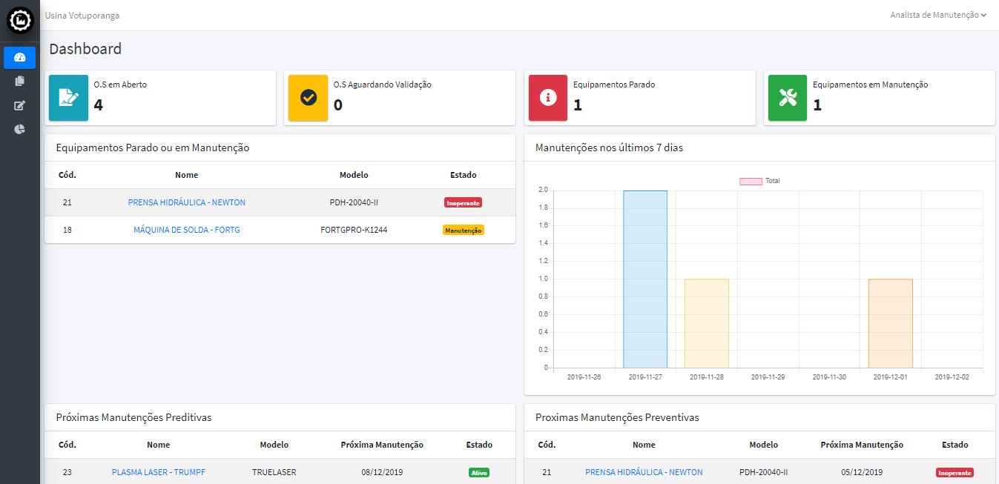 Usina Votuporanga
Analista de Manutenção
Dashboard
O.S em Aberto
4
O.S Aguardando Validação
0
Equipamentos Parado
1
Equipamentos em Manutenção
1
Equipamentos Parado ou em Manutenção
Cód. Nome Modelo Estado
21 PRENSA HIDRÁULICA - NEWTON PDH-20040-II Inoperante
18 MÁQUINA DE SOLDA - FORTG FORTGPRO-K1244 Manutenção
Manutenções nos últimos 7 dias
Total
2.0
1.8
1.6
1.4
1.2
1.0
0.8
0.6
0.4
0.2
0
2019-11-26 2019-11-27 2019-11-28 2019-11-29 2019-11-30 2019-12-01 2019-12-02
Próximas Manutenções Preditivas
Cód. Nome Modelo Próxima Manutenção Estado
23 PLASMA LASER - TRUMPF TRUELASER 08/12/2019 Ativo
Proximas Manutenções Preventivas
Cód. Nome Modelo Próxima Manutenção Estado
21 PRENSA HIDRÁULICA - NEWTON PDH-20040-II 05/12/2019 Inoperante